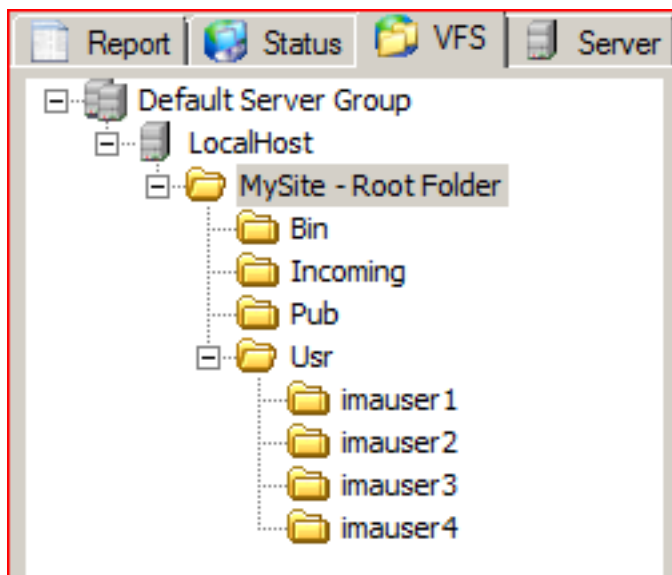 Report Status VFS Server
Default Server Group
LocalHost
MySite - Root Folder
Bin
Incoming
Pub
Usr
imauser1
imauser2
imauser3
imauser4